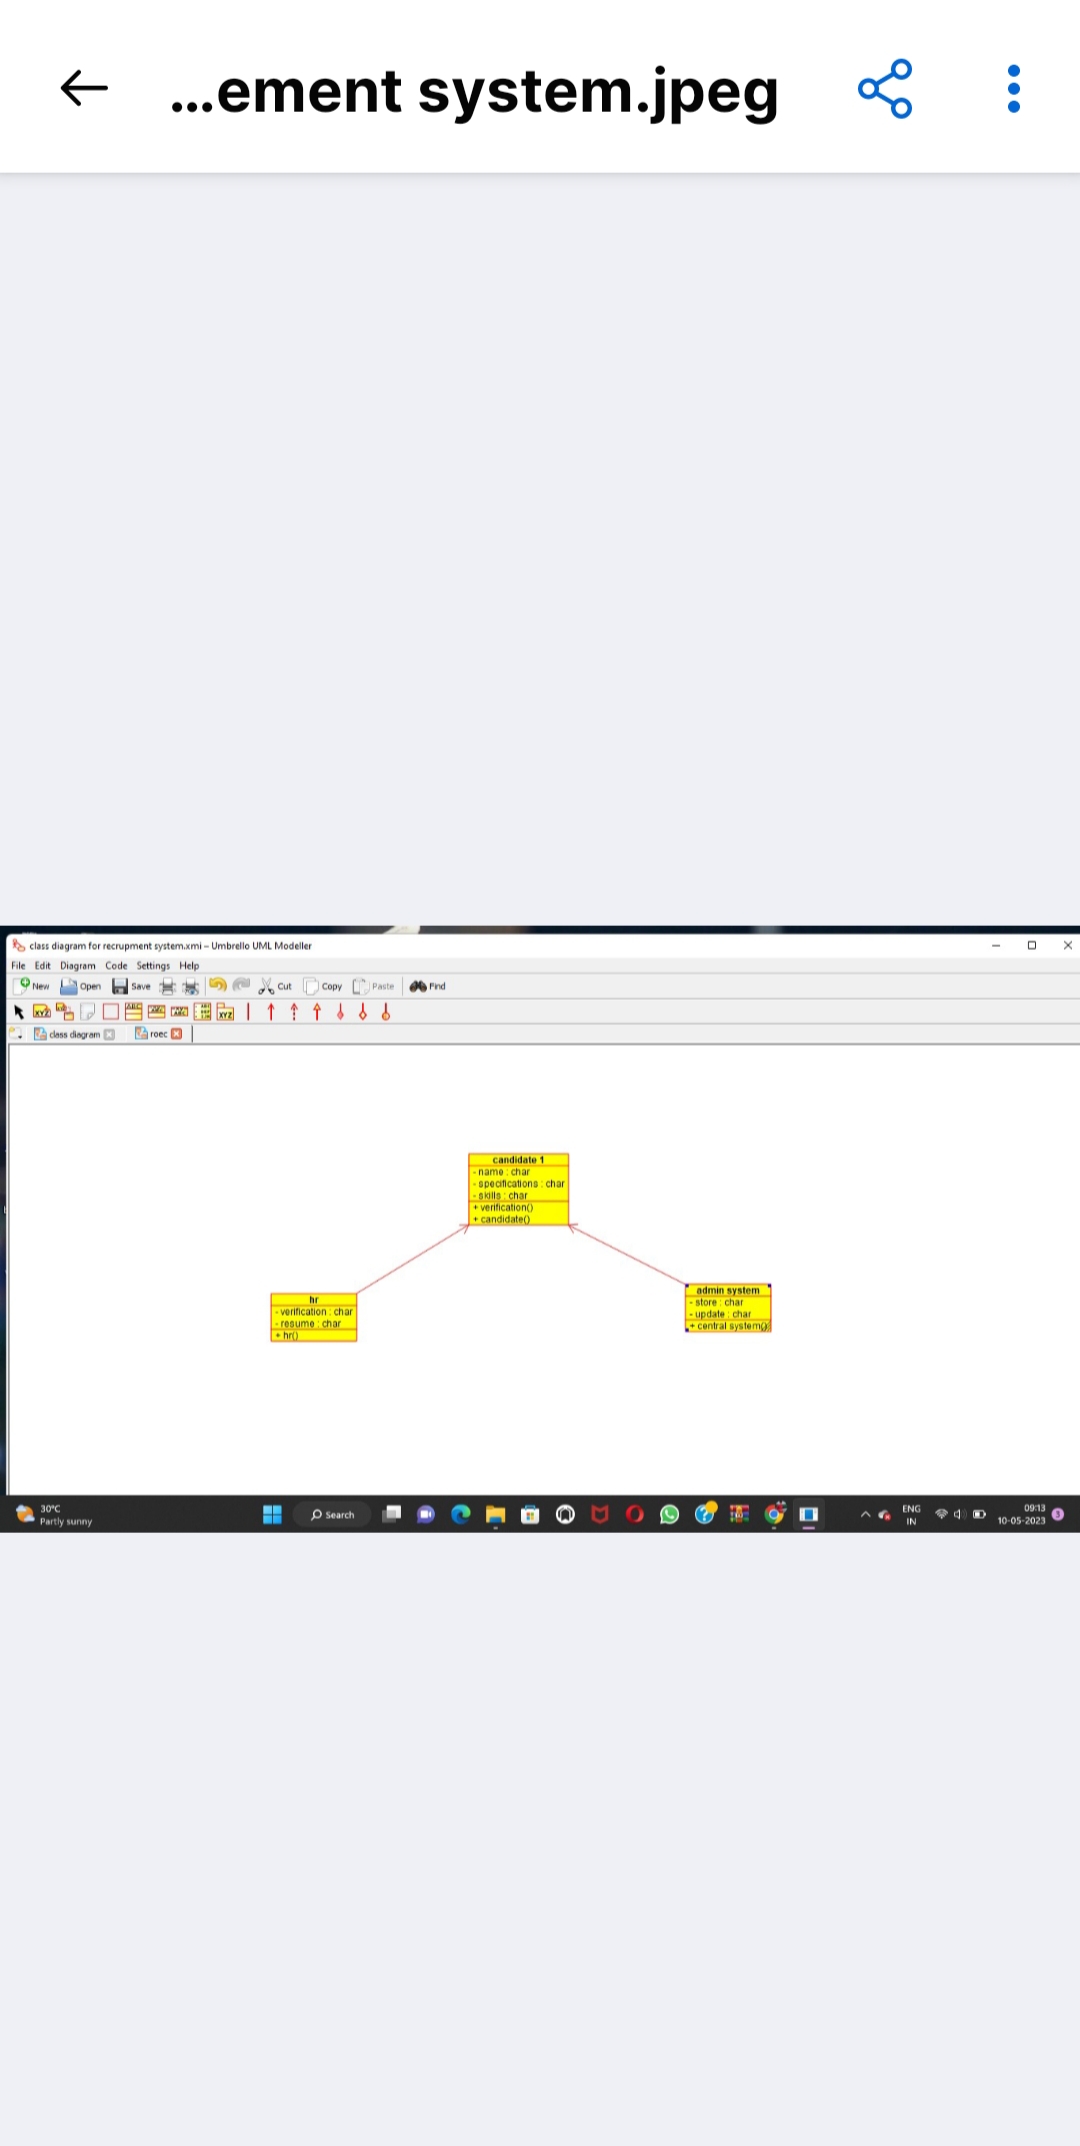 ...ement system.jpeg
class diagram for recrupment system.xmi – Umbrello UML Modeller
File Edit Diagram Code Settings Help
New Open Save Cut Copy Paste Find
class diagram roec
candidate 1
- name : char
- specifications : char
- skills : char
+ verification()
+ candidate()
hr
- verification : char
- resume : char
+ hr()
admin system
- store : char
- update : char
+ central system()
30°C
Partly sunny
Search
ENG
IN
09:13
10-05-2023
3